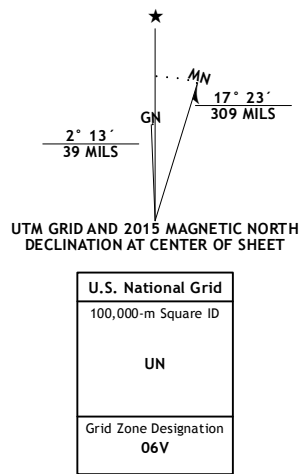 ★
MN
GN
17° 23´
309 MILS
2° 13´
39 MILS
UTM GRID AND 2015 MAGNETIC NORTH
DECLINATION AT CENTER OF SHEET
U.S. National Grid
100,000-m Square ID
UN
Grid Zone Designation
06V